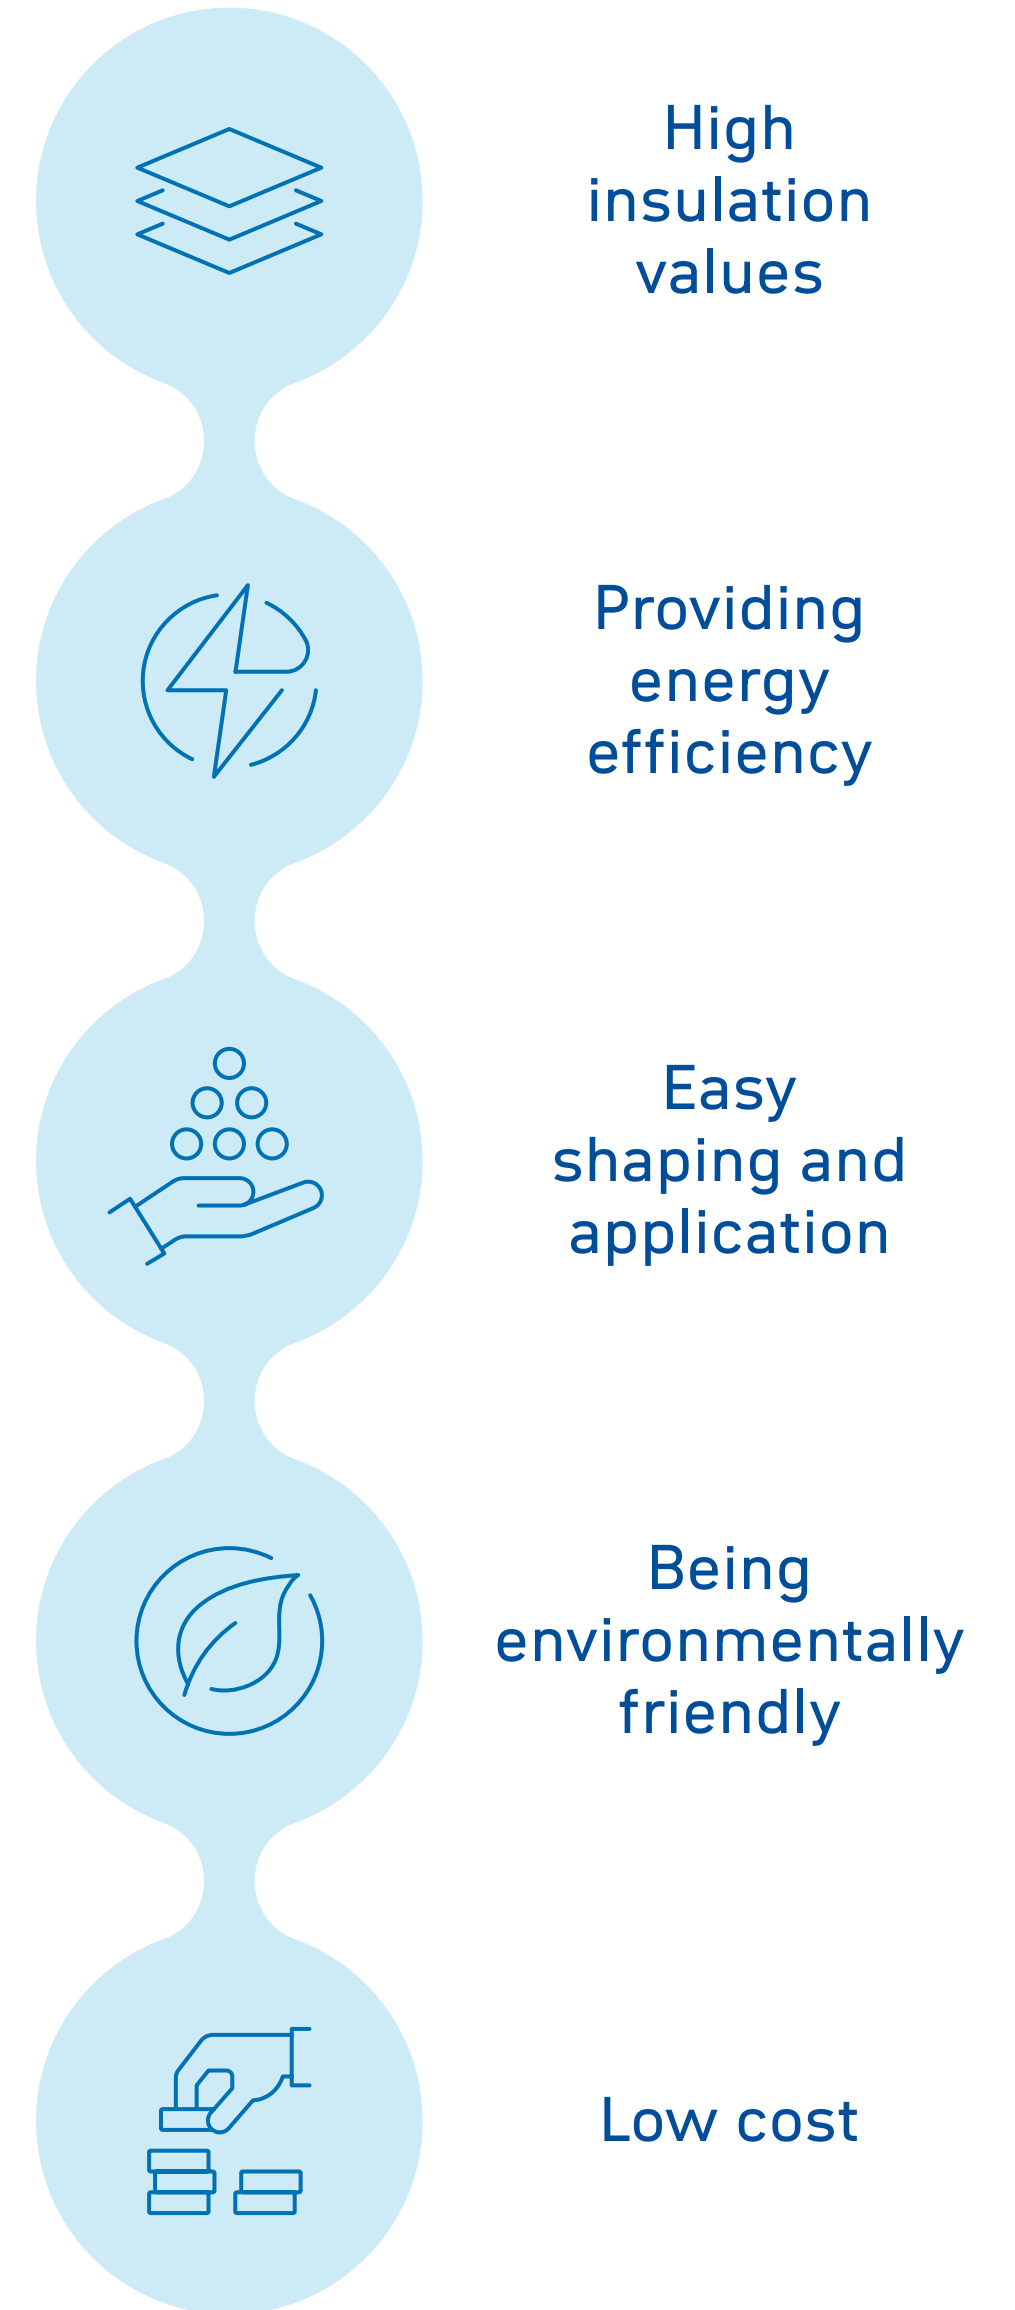 High
insulation
values
Providing
energy
efficiency
Easy
shaping and
application
Being
environmentally
friendly
Low cost